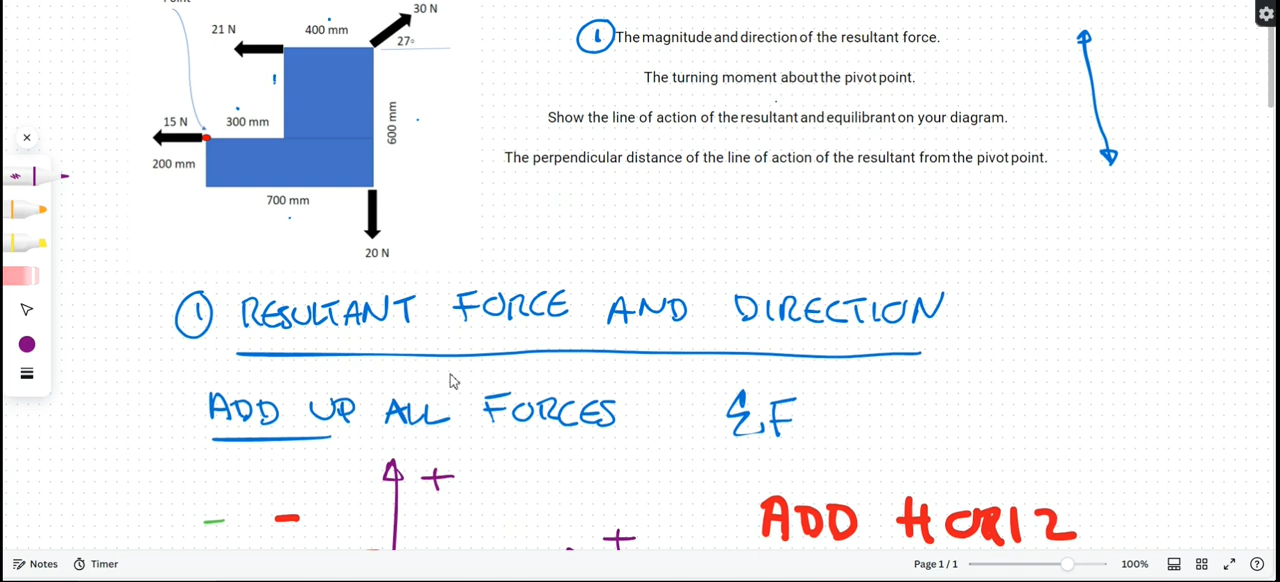 Point
30 N
21 N
400 mm
27°
15 N
300 mm
600 mm
200 mm
700 mm
20 N
1 The magnitude and direction of the resultant force.
The turning moment about the pivot point.
Show the line of action of the resultant and equilibrant on your diagram.
The perpendicular distance of the line of action of the resultant from the pivot point.
1 RESULTANT FORCE AND DIRECTION
ADD UP ALL FORCES ΣF
+
- -
+
ADD HORIZ
Notes Timer Page 1 / 1 100%